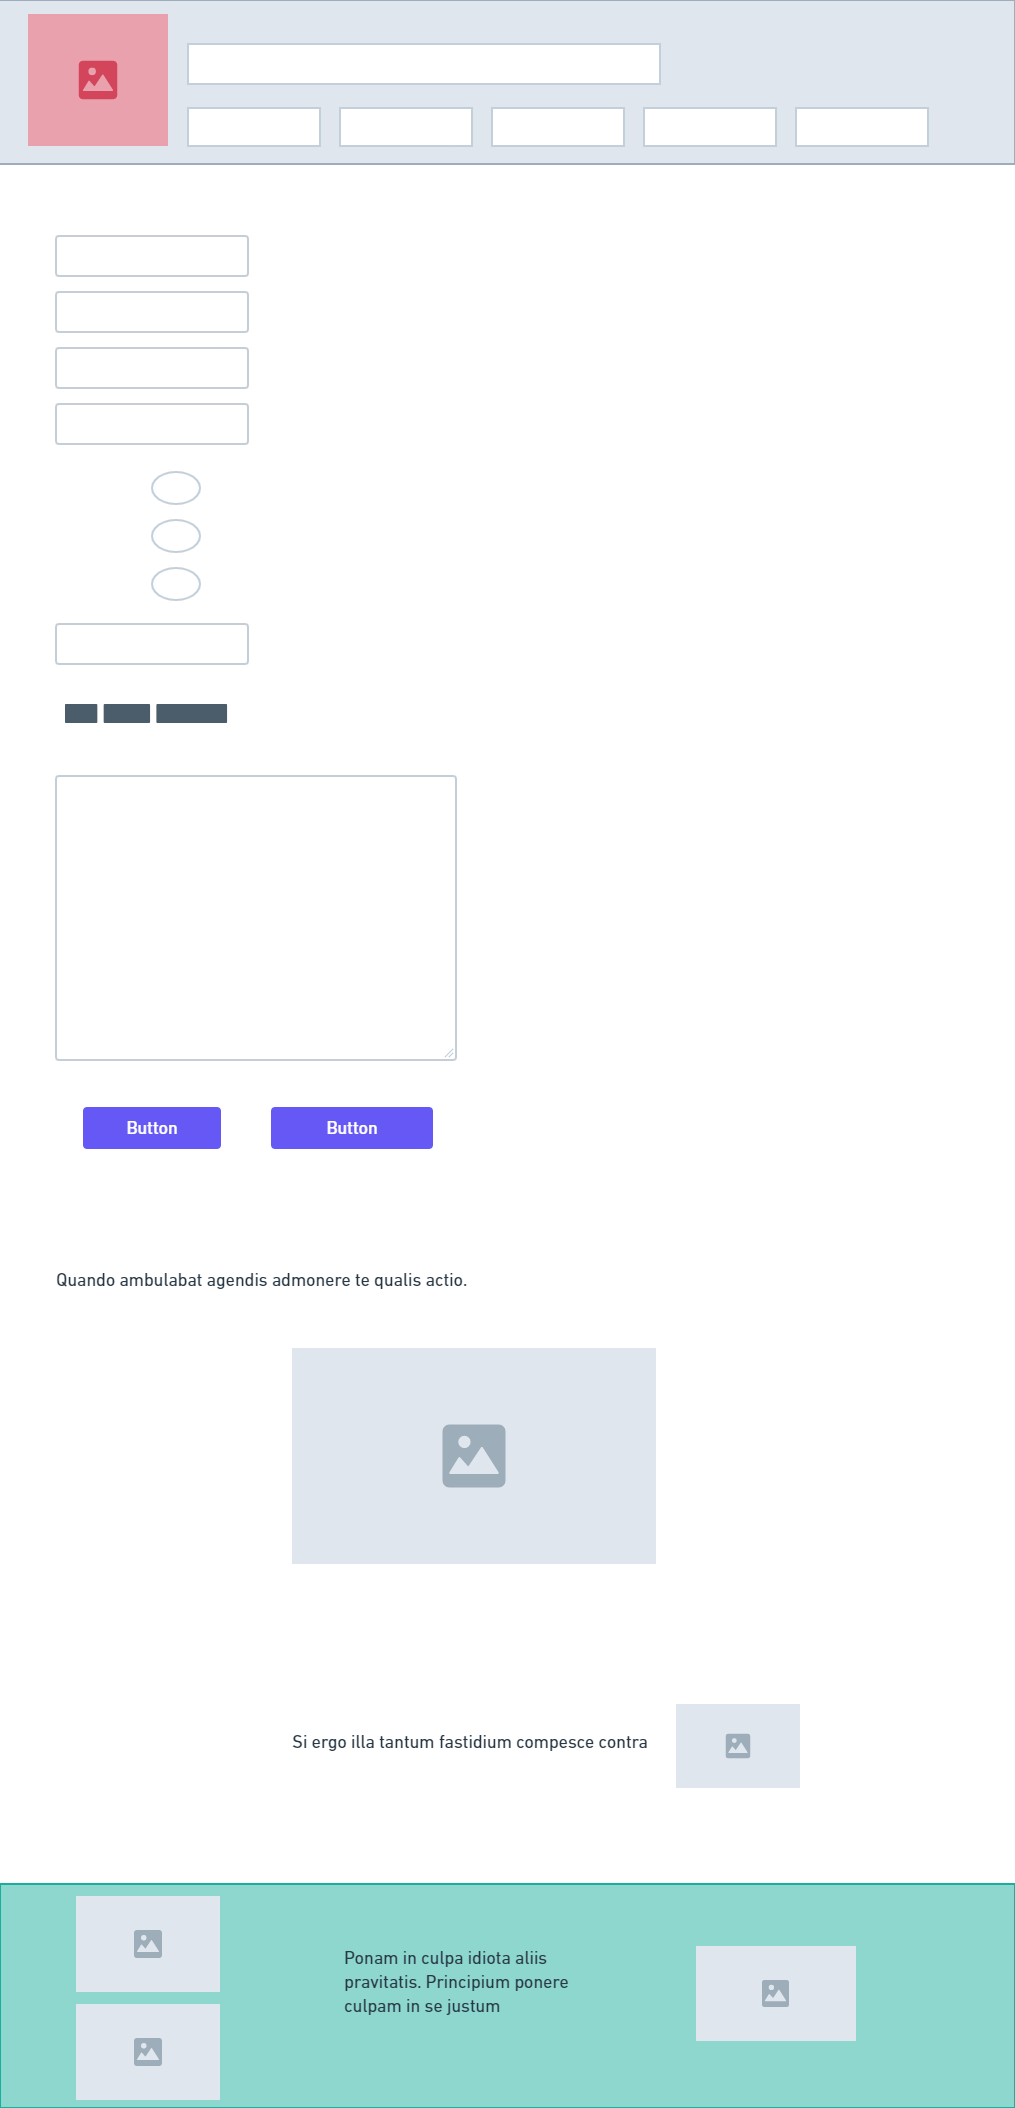 Button
Button
Quando ambulabat agendis admonere te qualis actio.
Si ergo illa tantum fastidium compesce contra
Ponam in culpa idiota aliis
pravitatis. Principium ponere
culpam in se justum